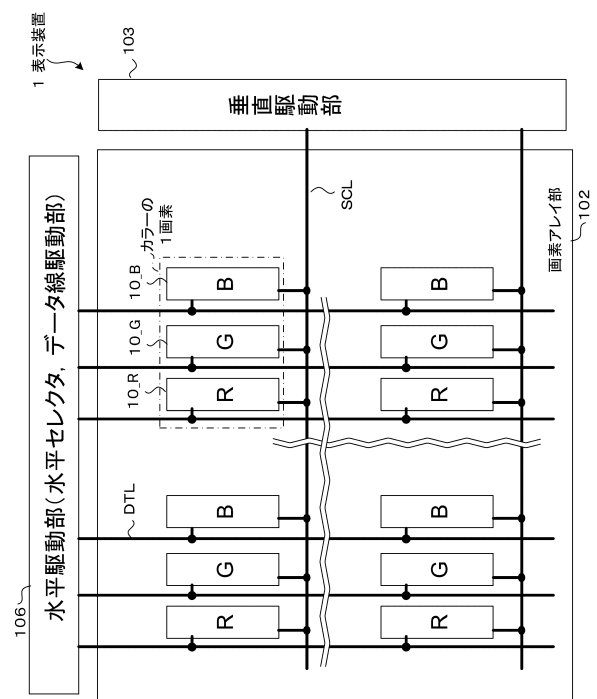 1 表示装置
106
水平駆動部(水平セレクタ, データ線駆動部)
103
垂直駆動部
カラーの
1画素
10_R
10_G
10_B
DTL
R
G
B
R
G
B
SCL
R
G
B
R
G
B
画素アレイ部
102